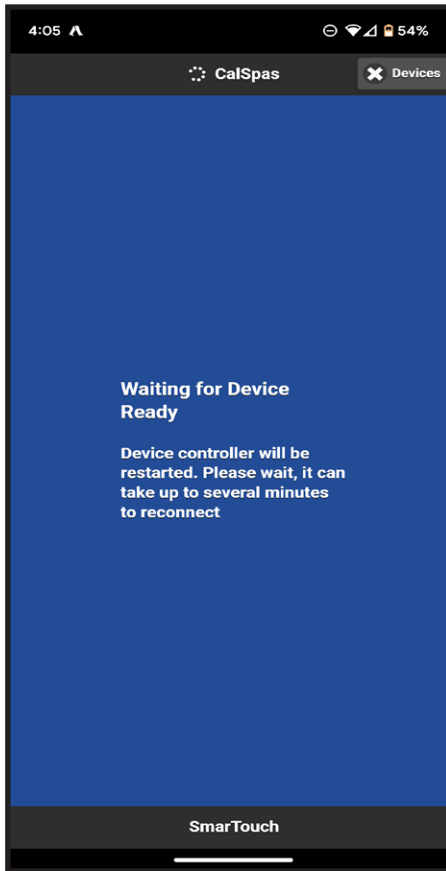 4:05 54%
CalSpas
Devices
Waiting for Device
Ready
Device controller will be
restarted. Please wait, it can
take up to several minutes
to reconnect
SmarTouch